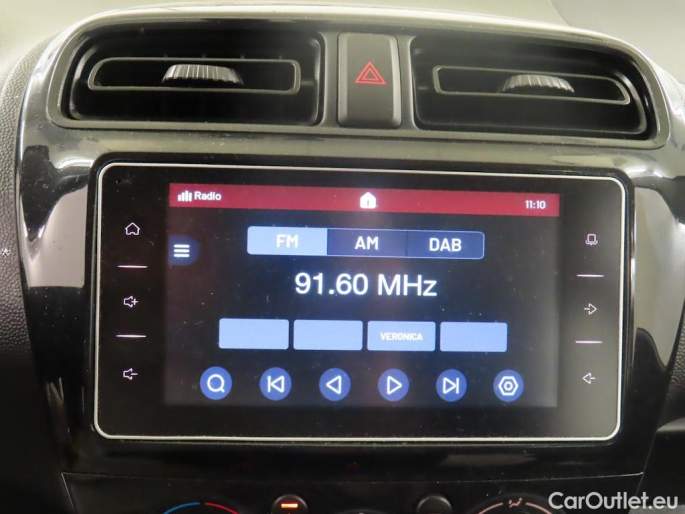 Radio
11:10
FM AM DAB
91.60 MHz
VERONICA
CarOutlet.eu